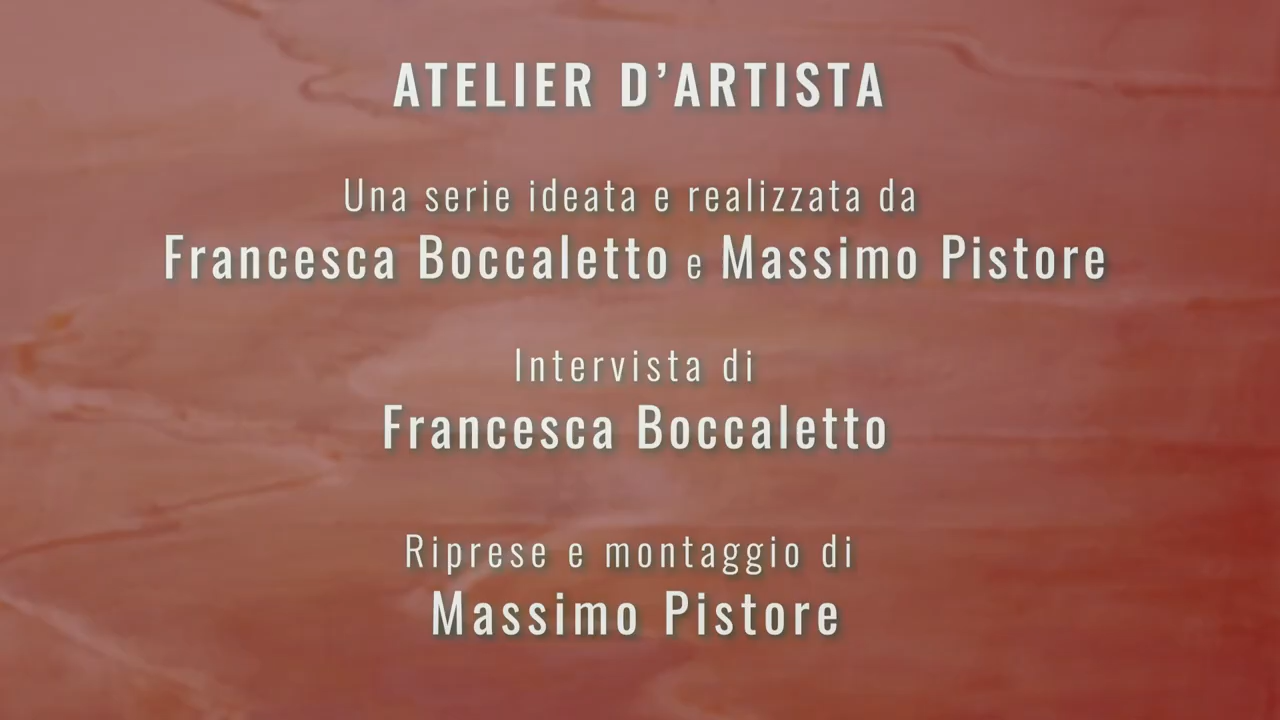 ATELIER D’ARTISTA
Una serie ideata e realizzata da
Francesca Boccaletto e Massimo Pistore
Intervista di
Francesca Boccaletto
Riprese e montaggio di
Massimo Pistore